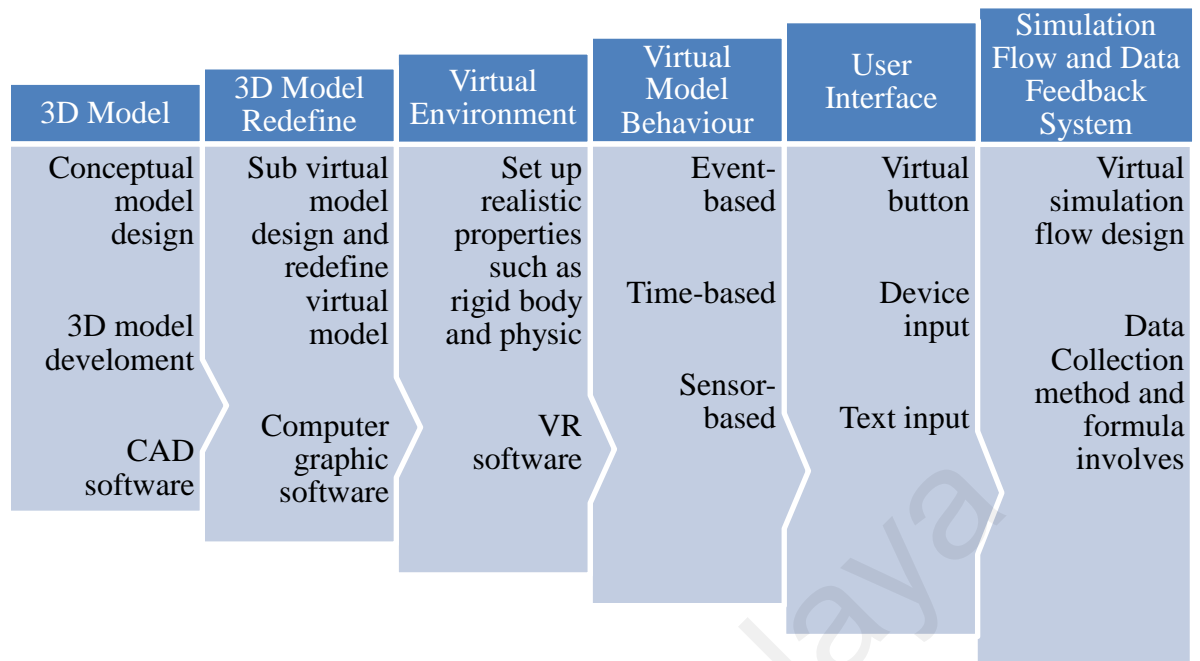 3D Model
Conceptual
model
design
3D model
develoment
CAD
software
3D Model
Redefine
Sub virtual
model
design and
redefine
virtual
model
Computer
graphic
software
Virtual
Environment
Set up
realistic
properties
such as
rigid body
and physic
VR
software
Virtual
Model
Behaviour
Event-
based
Time-based
Sensor-
based
User
Interface
Virtual
button
Device
input
Text input
Simulation
Flow and Data
Feedback
System
Virtual
simulation
flow design
Data
Collection
method and
formula
involves
laya